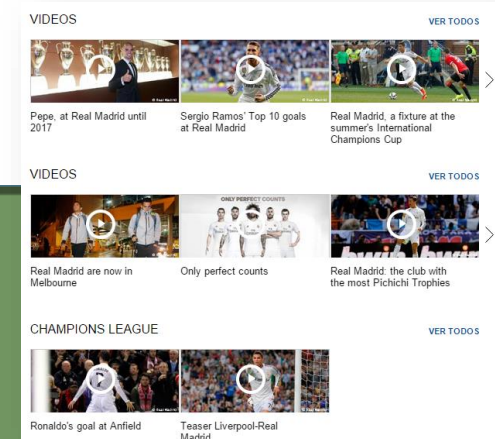 VIDEOS
VER TODOS
Pepe, at Real Madrid until
2017
Sergio Ramos' Top 10 goals
at Real Madrid
Real Madrid, a fixture at the
summer's International
Champions Cup
VIDEOS
VER TODOS
ONLY PERFECT COUNTS
Real Madrid are now in
Melbourne
Only perfect counts
Real Madrid: the club with
the most Pichichi Trophies
CHAMPIONS LEAGUE
VER TODOS
Ronaldo's goal at Anfield
Teaser Liverpool-Real
Madrid